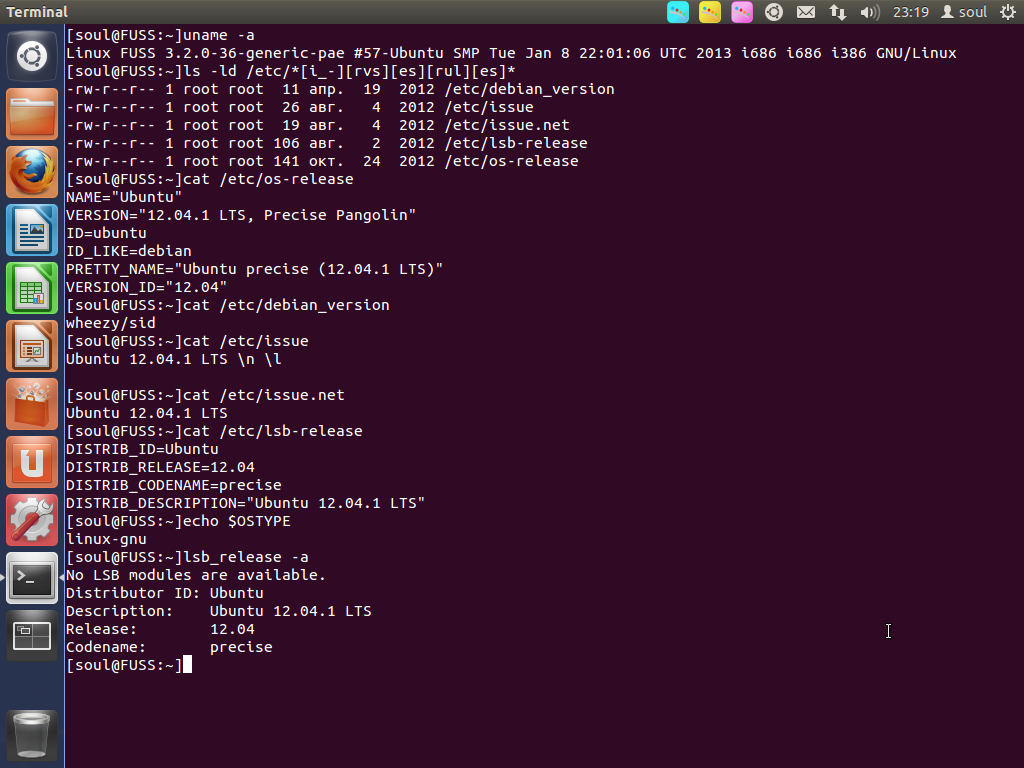 Terminal
23:19 soul
[soul@FUSS:~]uname -a
Linux FUSS 3.2.0-36-generic-pae #57-Ubuntu SMP Tue Jan 8 22:01:06 UTC 2013 i686 i686 i386 GNU/Linux
[soul@FUSS:~]ls -ld /etc/*[i_-][rvs][es][rul][es]*
-rw-r--r-- 1 root root  11 апр.  19  2012 /etc/debian_version
-rw-r--r-- 1 root root  26 авг.   4  2012 /etc/issue
-rw-r--r-- 1 root root  19 авг.   4  2012 /etc/issue.net
-rw-r--r-- 1 root root 106 авг.   2  2012 /etc/lsb-release
-rw-r--r-- 1 root root 141 окт.  24  2012 /etc/os-release
[soul@FUSS:~]cat /etc/os-release
NAME="Ubuntu"
VERSION="12.04.1 LTS, Precise Pangolin"
ID=ubuntu
ID_LIKE=debian
PRETTY_NAME="Ubuntu precise (12.04.1 LTS)"
VERSION_ID="12.04"
[soul@FUSS:~]cat /etc/debian_version
wheezy/sid
[soul@FUSS:~]cat /etc/issue
Ubuntu 12.04.1 LTS \n \l
[soul@FUSS:~]cat /etc/issue.net
Ubuntu 12.04.1 LTS
[soul@FUSS:~]cat /etc/lsb-release
DISTRIB_ID=Ubuntu
DISTRIB_RELEASE=12.04
DISTRIB_CODENAME=precise
DISTRIB_DESCRIPTION="Ubuntu 12.04.1 LTS"
[soul@FUSS:~]echo $OSTYPE
linux-gnu
[soul@FUSS:~]lsb_release -a
No LSB modules are available.
Distributor ID: Ubuntu
Description:    Ubuntu 12.04.1 LTS
Release:        12.04
Codename:       precise
[soul@FUSS:~]